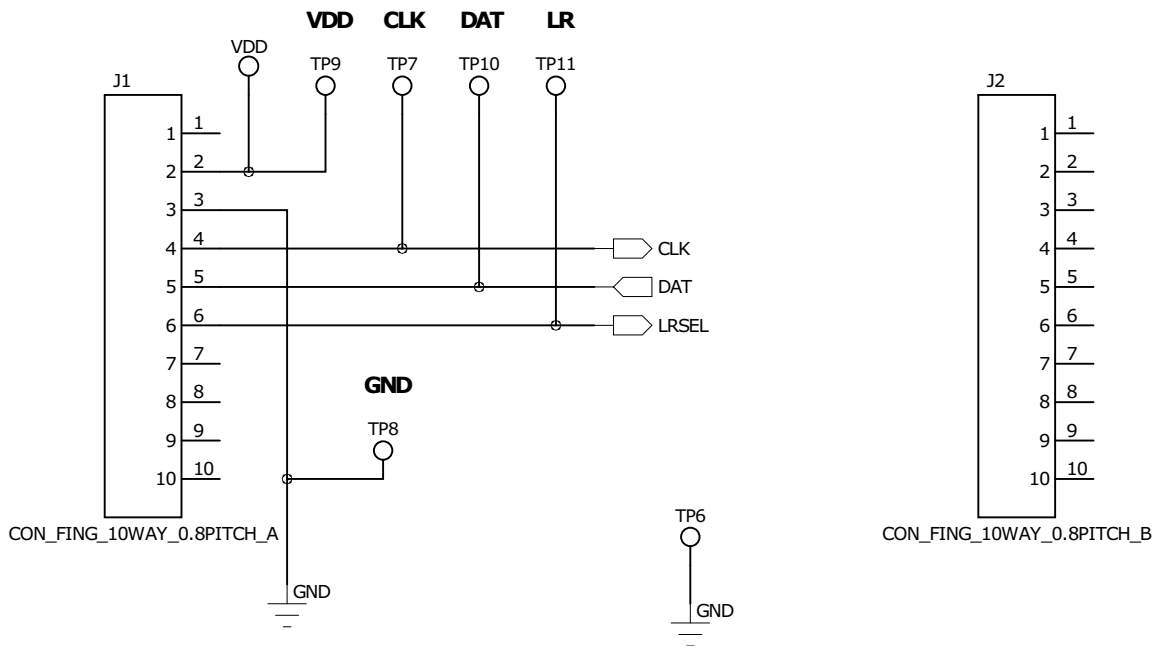 VDD CLK DAT LR
VDD
TP9 TP7 TP10 TP11
J1 J2
1 1 1 1
2 2 2 2
3 3 3 3
4 4 CLK 4 4
5 5 DAT 5 5
6 6 LRSEL 6 6
7 7 7 7
GND
8 8 8 8
TP8
9 9 9 9
10 10 10 10
CON_FING_10WAY_0.8PITCH_A CON_FING_10WAY_0.8PITCH_B
TP6
GND
GND